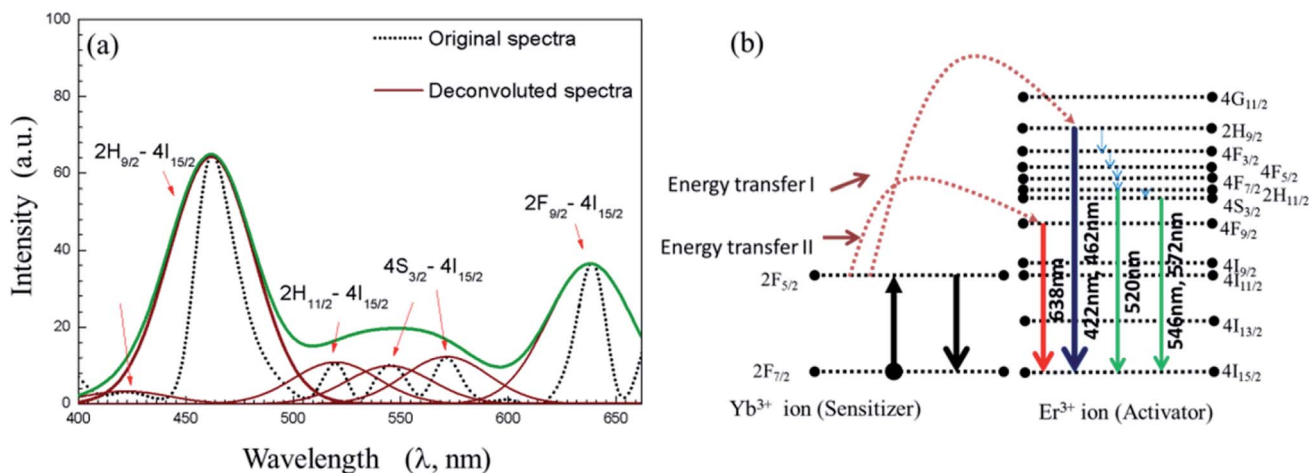 (a)
100
80
60
40
20
0
400
450
500
550
600
Intensity (a.u.)
Wavelength (λ, nm)
Original spectra
Deconvoluted spectra
2H9/2- 4I15/2
2F9/2- 4I15/2
4S3/2- 4I15/2
2H11/2- 4I15/2
(b)
4G11/2
2H9/2
4F3/2
4F5/2
4F7/2
2H11/2
4S3/2
4F9/2
4I9/2
4I11/2
4I13/2
4I15/2
Energy transfer I
Energy transfer II
2F5/2
2F7/2
638nm
422nm, 462nm
520nm
546nm, 572nm
Yb3+ ion (Sensitizer)
Er3+ ion (Activator)